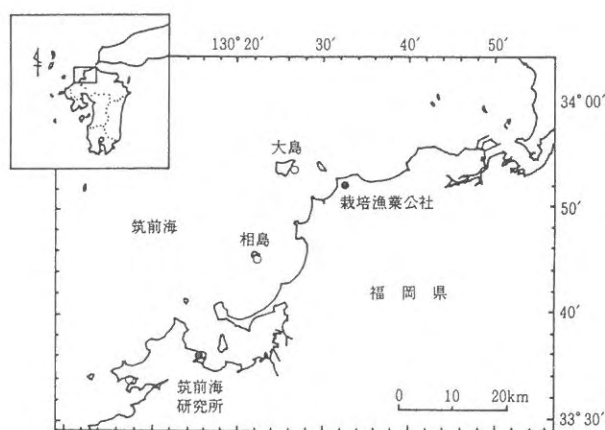 130° 20′
30′
40′
50′
34° 00′
大島
栽培漁業公社
50′
筑前海
相島
福岡県
40′
筑前海
研究所
0 10 20km
33° 30′